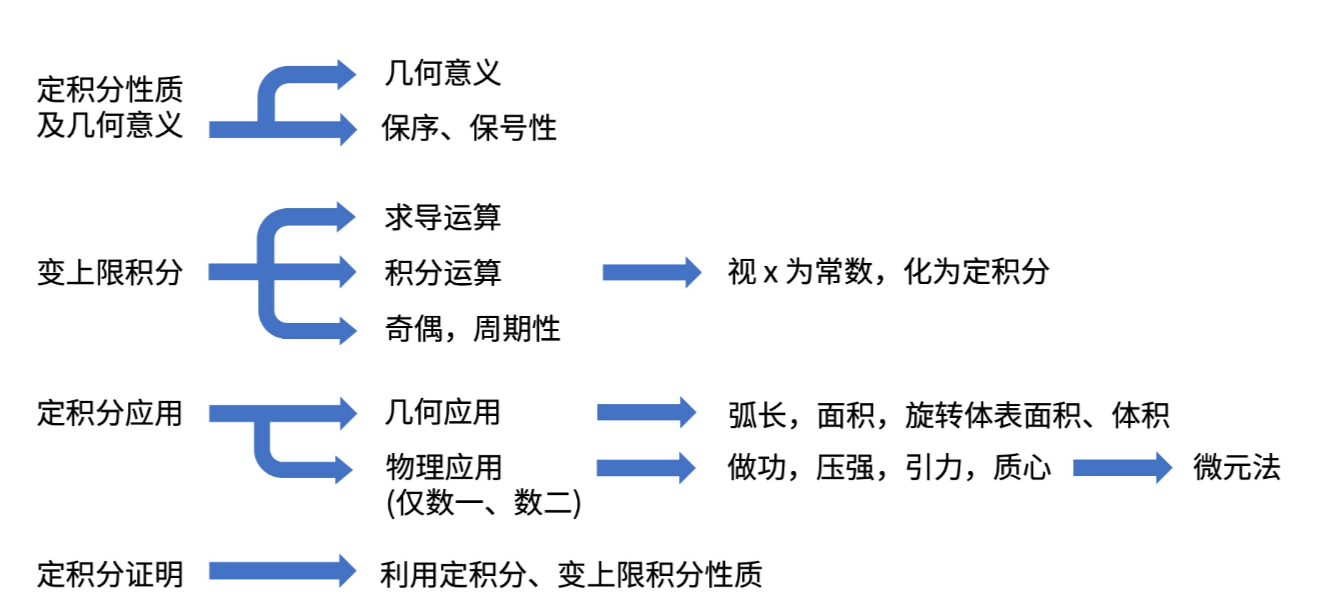 定积分性质
及几何意义
几何意义
保序、保号性
变上限积分
求导运算
积分运算
视 x 为常数，化为定积分
奇偶，周期性
定积分应用
几何应用
弧长，面积，旋转体表面积、体积
物理应用
(仅数一、数二)
做功，压强，引力，质心
微元法
定积分证明
利用定积分、变上限积分性质